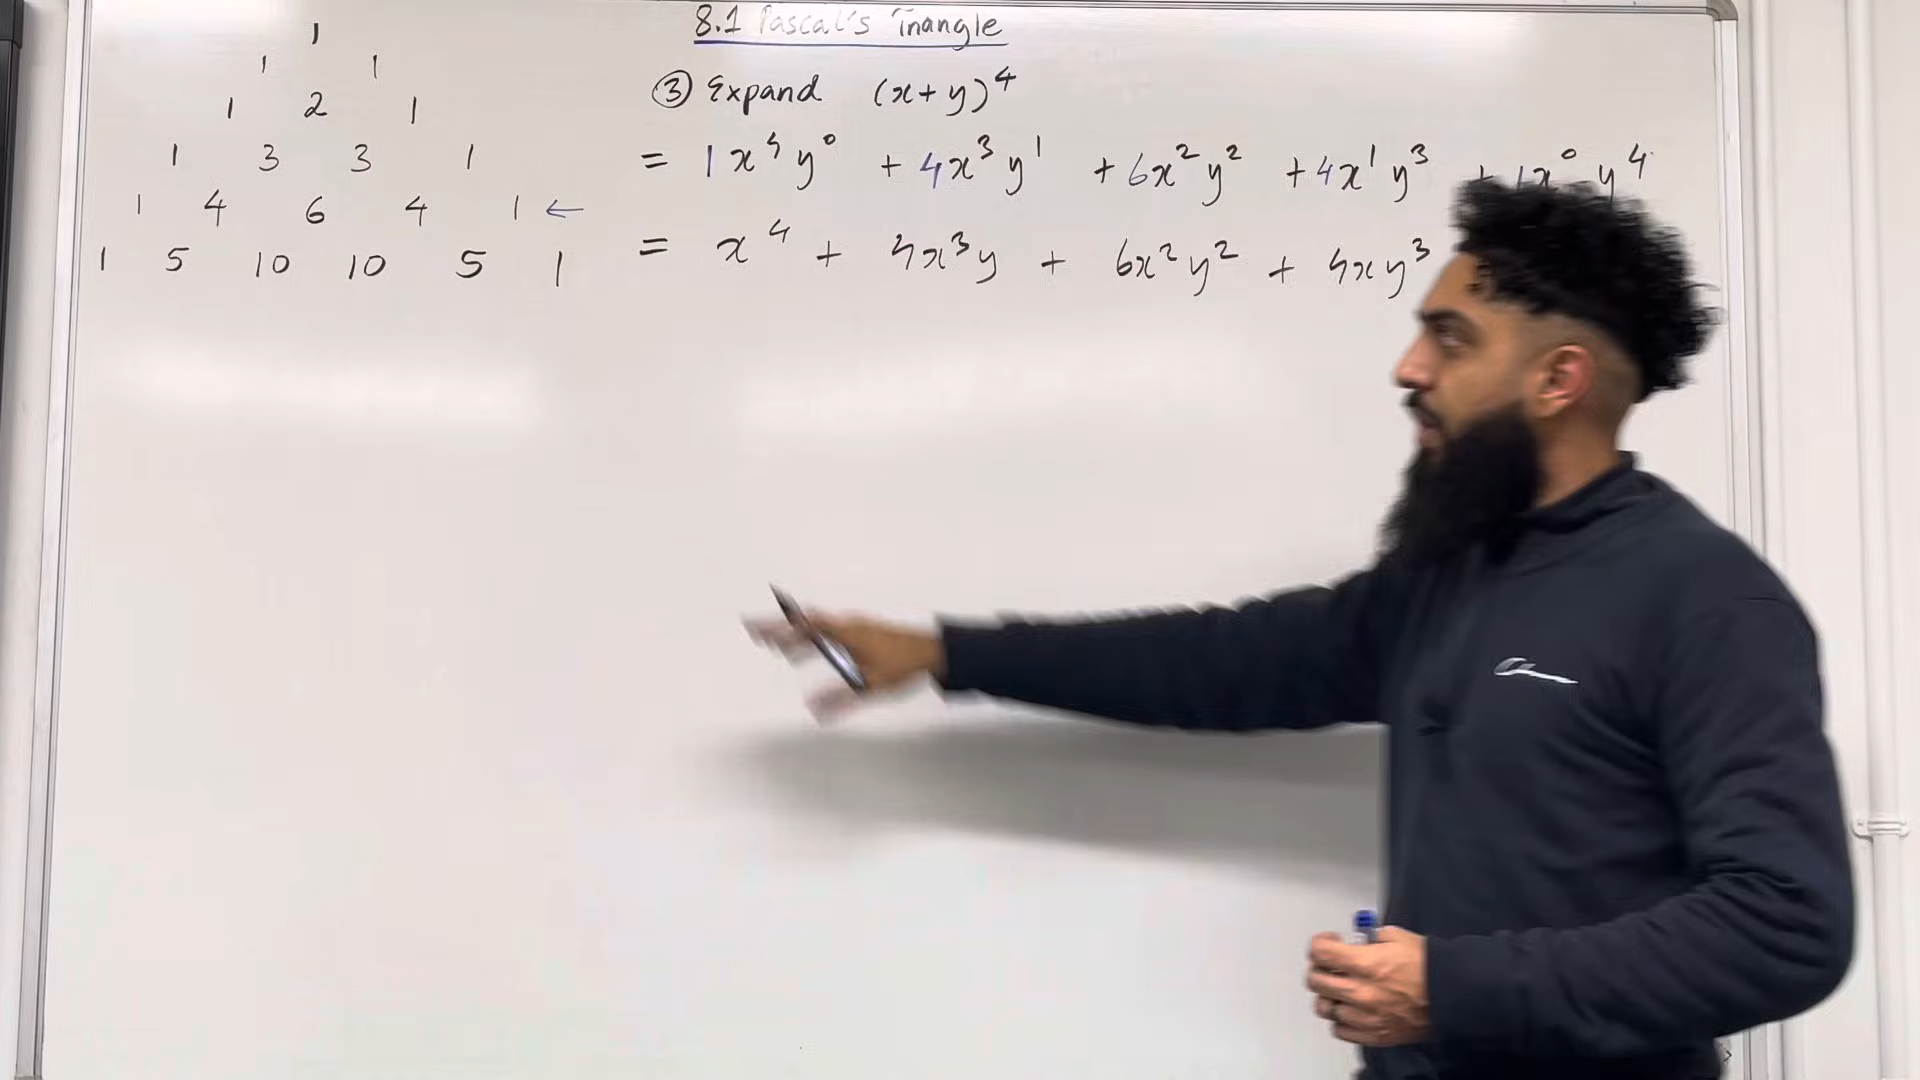 8.1 Pascal's Triangle
1
1 1
1 2 1
1 3 3 1
1 4 6 4 1 ←
1 5 10 10 5 1
③ Expand (x+y)⁴
= 1x⁴y⁰ + 4x³y¹ + 6x²y² + 4x¹y³ + 1x⁰y⁴
= x⁴ + 4x³y + 6x²y² + 4xy³